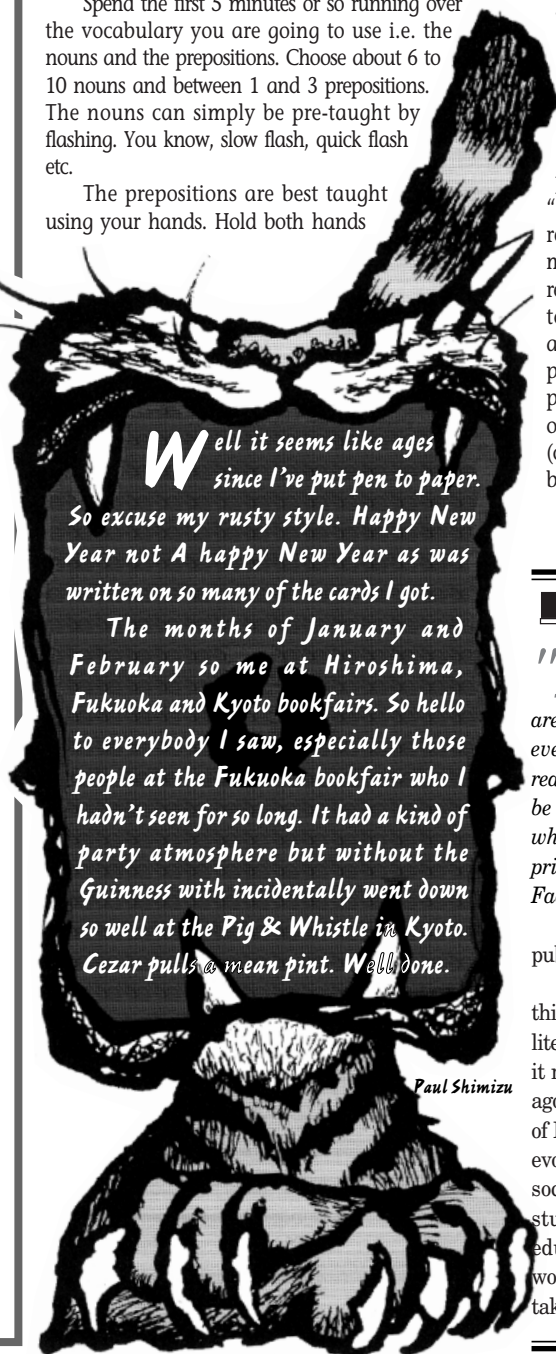 Spend the first 5 minutes or so running over
the vocabulary you are going to use i.e. the
nouns and the prepositions. Choose about 6 to
10 nouns and between 1 and 3 prepositions.
The nouns can simply be pre-taught by
flashing. You know, slow flash, quick flash
etc.
The prepositions are best taught
using your hands. Hold both hands
Well it seems like ages
since I've put pen to paper.
So excuse my rusty style. Happy New
Year not A happy New Year as was
written on so many of the cards I got.
The months of January and
February so me at Hiroshima,
Fukuoka and Kyoto bookfairs. So hello
to everybody I saw, especially those
people at the Fukuoka bookfair who I
hadn't seen for so long. It had a kind of
party atmosphere but without the
Guinness with incidentally went down
so well at the Pig & Whistle in Kyoto.
Cezar pulls a mean pint. Well done.
Paul Shimizu